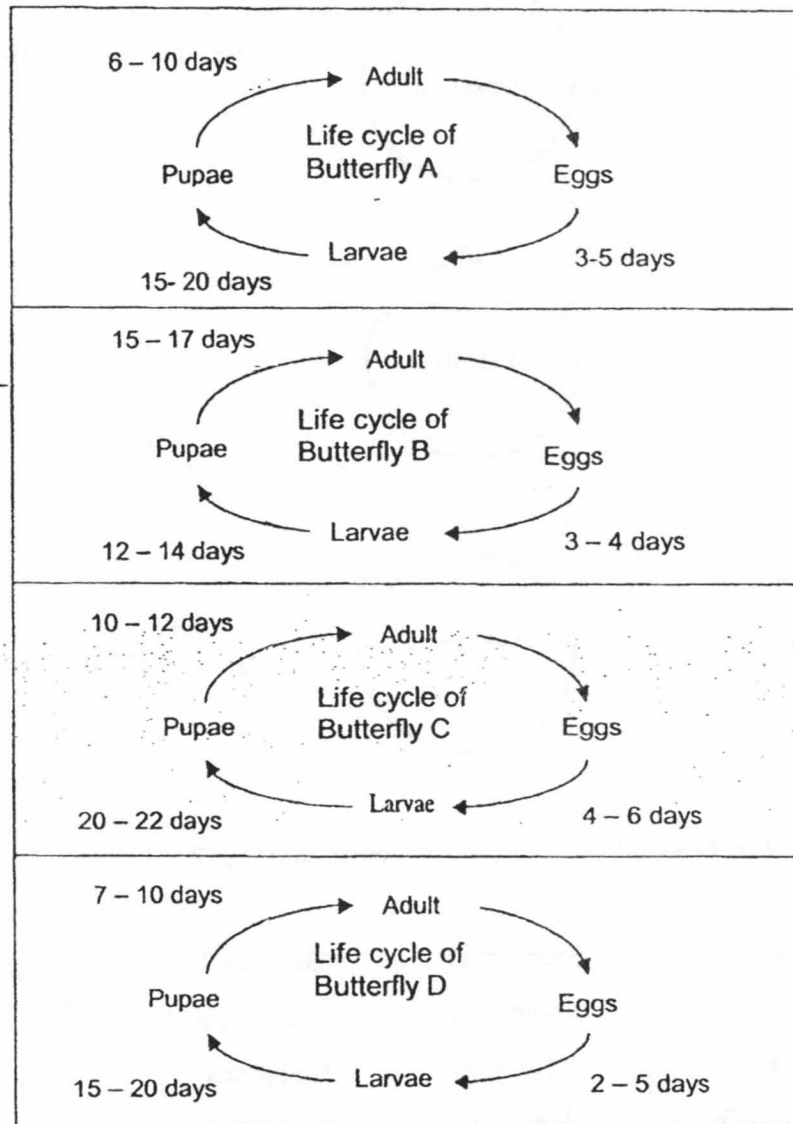 6 – 10 days
Adult
Life cycle of
Butterfly A
Pupae
Eggs
Larvae
15- 20 days
3-5 days
15 – 17 days
Adult
Life cycle of
Butterfly B
Pupae
Eggs
Larvae
12 – 14 days
3 – 4 days
10 – 12 days
Adult
Life cycle of
Butterfly C
Pupae
Eggs
Larvae
20 – 22 days
4 – 6 days
7 – 10 days
Adult
Life cycle of
Butterfly D
Pupae
Eggs
Larvae
15 – 20 days
2 – 5 days